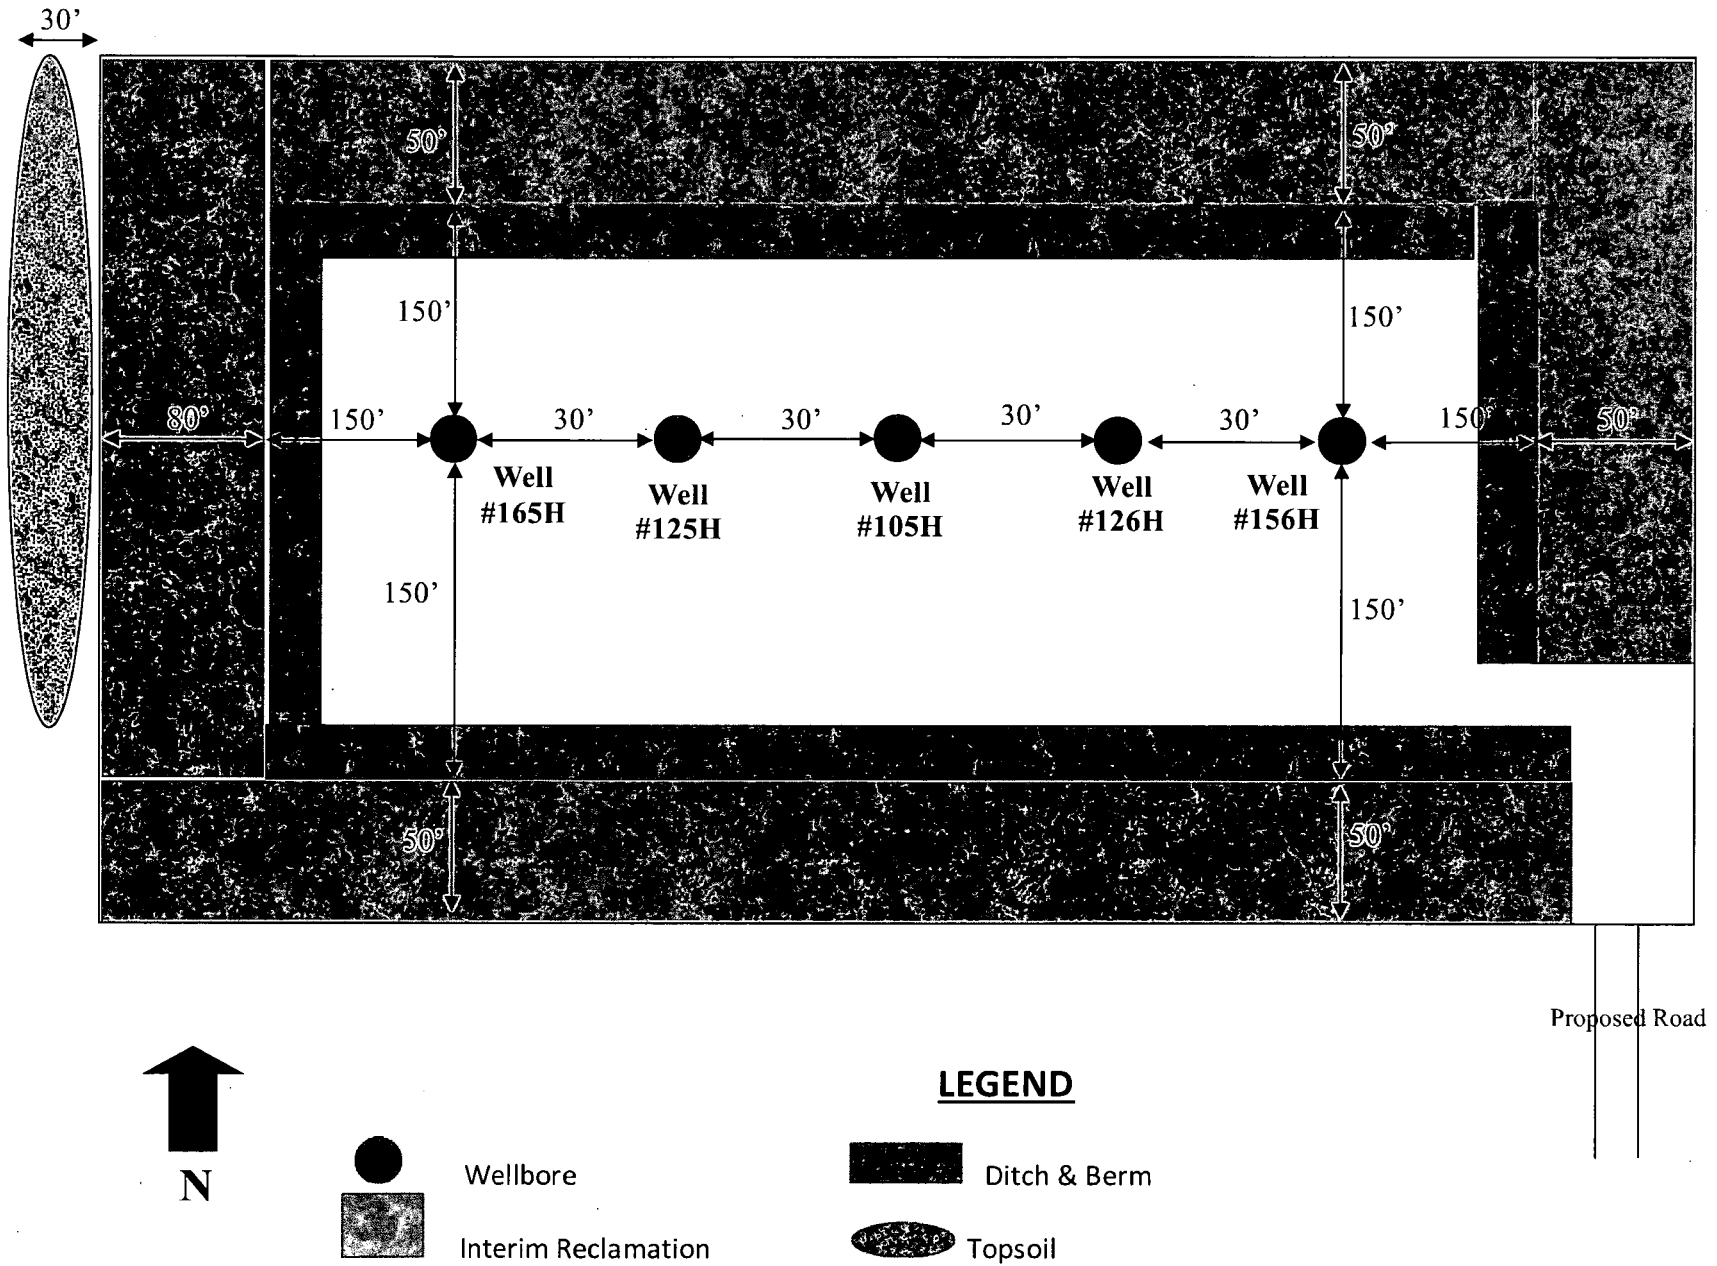 30'
50' 50'
150' 150'
80' 150' 30' 30' 30' 30' 150' 50'
Well
#165H
Well
#125H
Well
#105H
Well
#126H
Well
#156H
150' 150'
50' 50'
Proposed Road
N
LEGEND
Wellbore
Ditch & Berm
Interim Reclamation
Topsoil